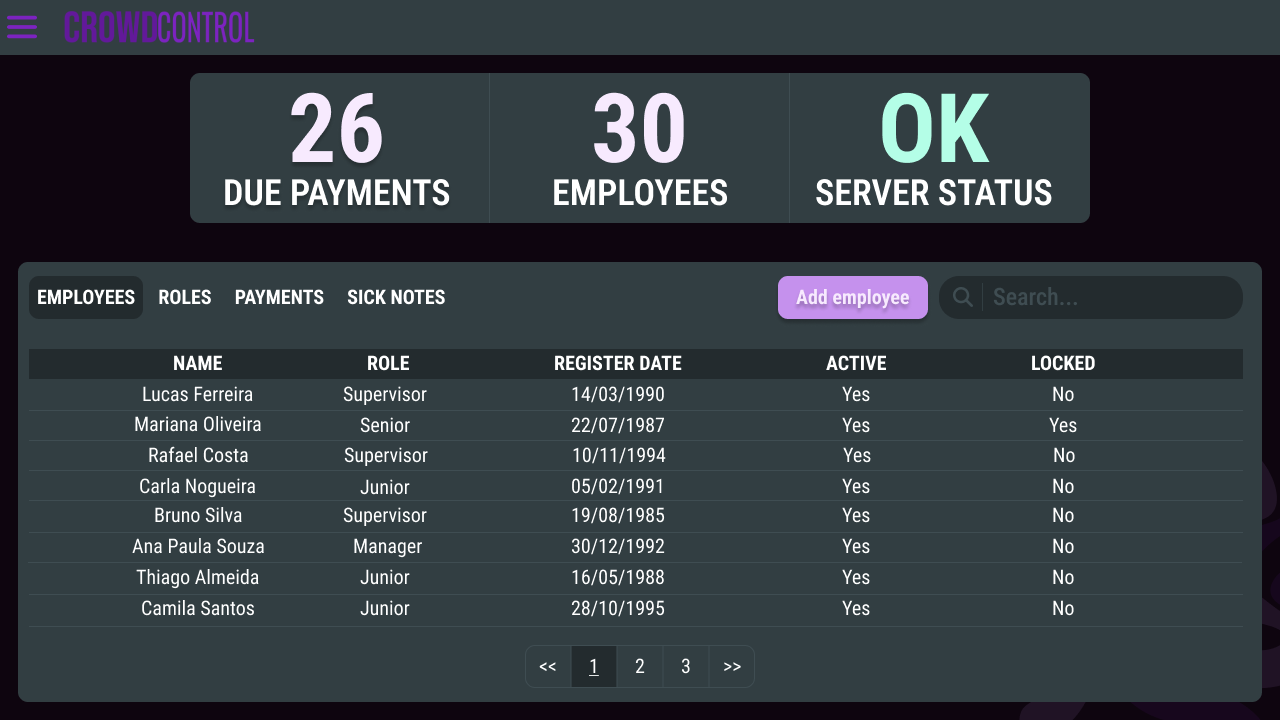 CROWDCONTROL
26 30 OK
DUE PAYMENTS EMPLOYEES SERVER STATUS
EMPLOYEES ROLES PAYMENTS SICK NOTES Add employee Search...
NAME ROLE REGISTER DATE ACTIVE LOCKED
Lucas Ferreira Supervisor 14/03/1990 Yes No
Mariana Oliveira Senior 22/07/1987 Yes Yes
Rafael Costa Supervisor 10/11/1994 Yes No
Carla Nogueira Junior 05/02/1991 Yes No
Bruno Silva Supervisor 19/08/1985 Yes No
Ana Paula Souza Manager 30/12/1992 Yes No
Thiago Almeida Junior 16/05/1988 Yes No
Camila Santos Junior 28/10/1995 Yes No
<< 1 2 3 >>